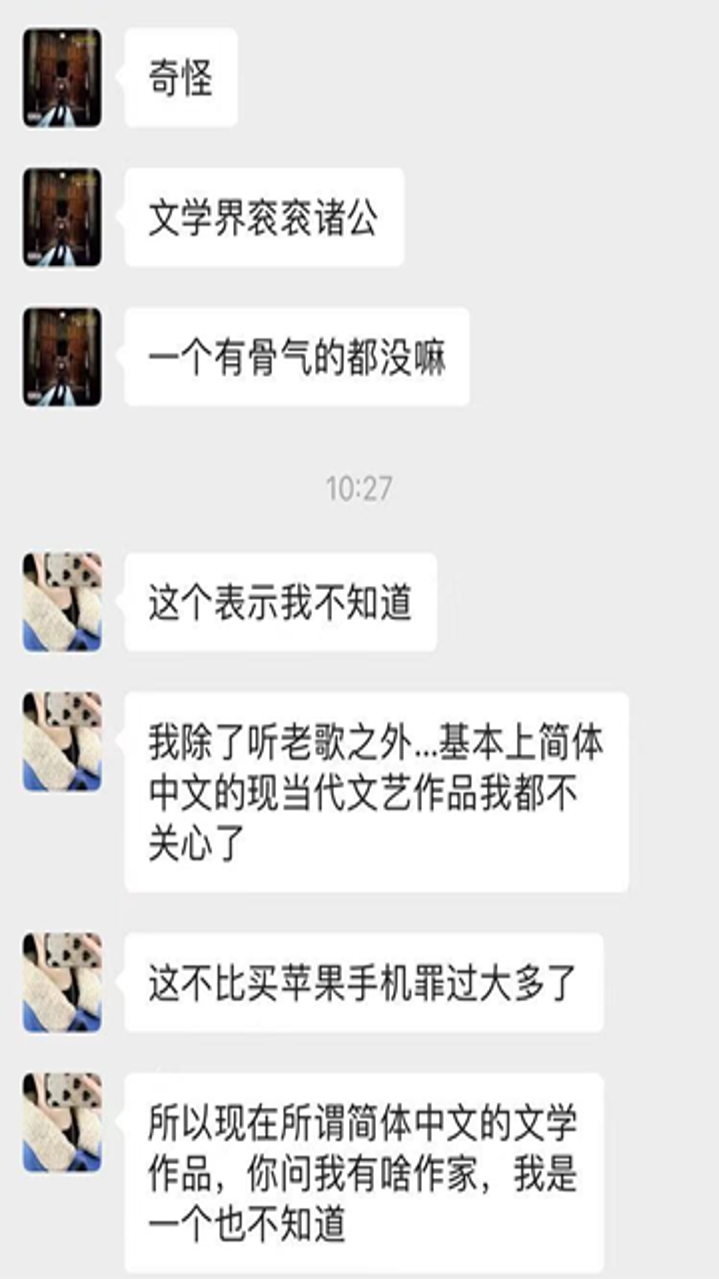 奇怪
文学界衮衮诸公
一个有骨气的都没嘛
10:27
这个表示我不知道
我除了听老歌之外...基本上简体
中文的现当代文艺作品我都不
关心了
这不比买苹果手机罪过大多了
所以现在所谓简体中文的文学
作品，你问我有啥作家，我是
一个也不知道